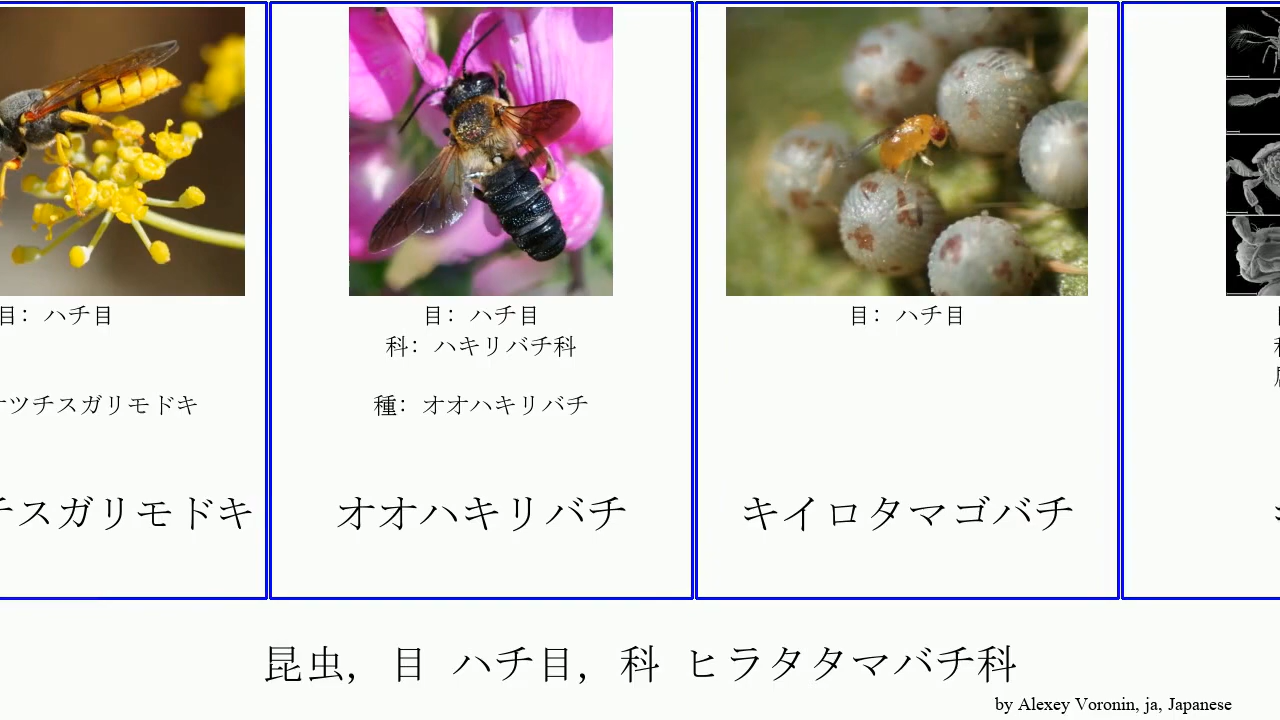 目: ハチ目
ツチスガリモドキ
チスガリモドキ
目: ハチ目
科: ハキリバチ科
種: オオハキリバチ
オオハキリバチ
目: ハチ目
キイロタマゴバチ
昆虫, 目 ハチ目, 科 ヒラタタマバチ科
by Alexey Voronin, ja, Japanese